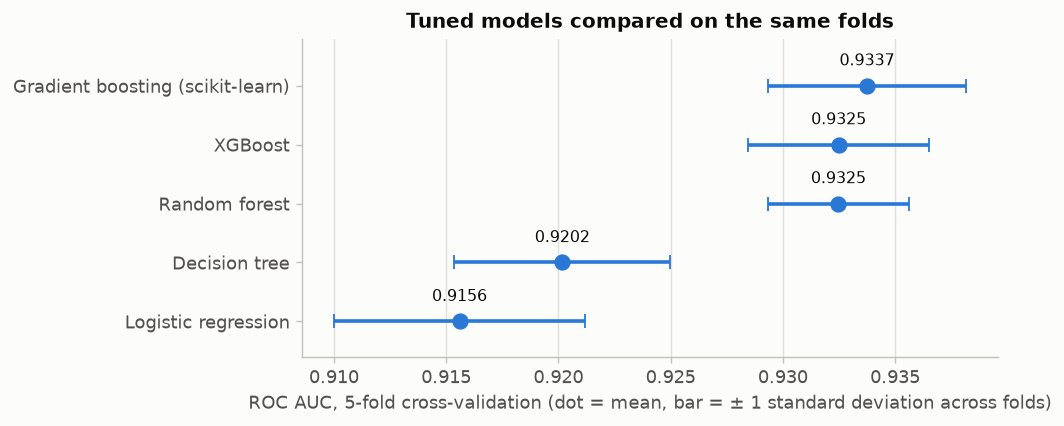 Tuned models compared on the same folds
Gradient boosting (scikit-learn)
0.9337
XGBoost
0.9325
Random forest
0.9325
Decision tree
0.9202
Logistic regression
0.9156
0.910 0.915 0.920 0.925 0.930 0.935
ROC AUC, 5-fold cross-validation (dot = mean, bar = ± 1 standard deviation across folds)